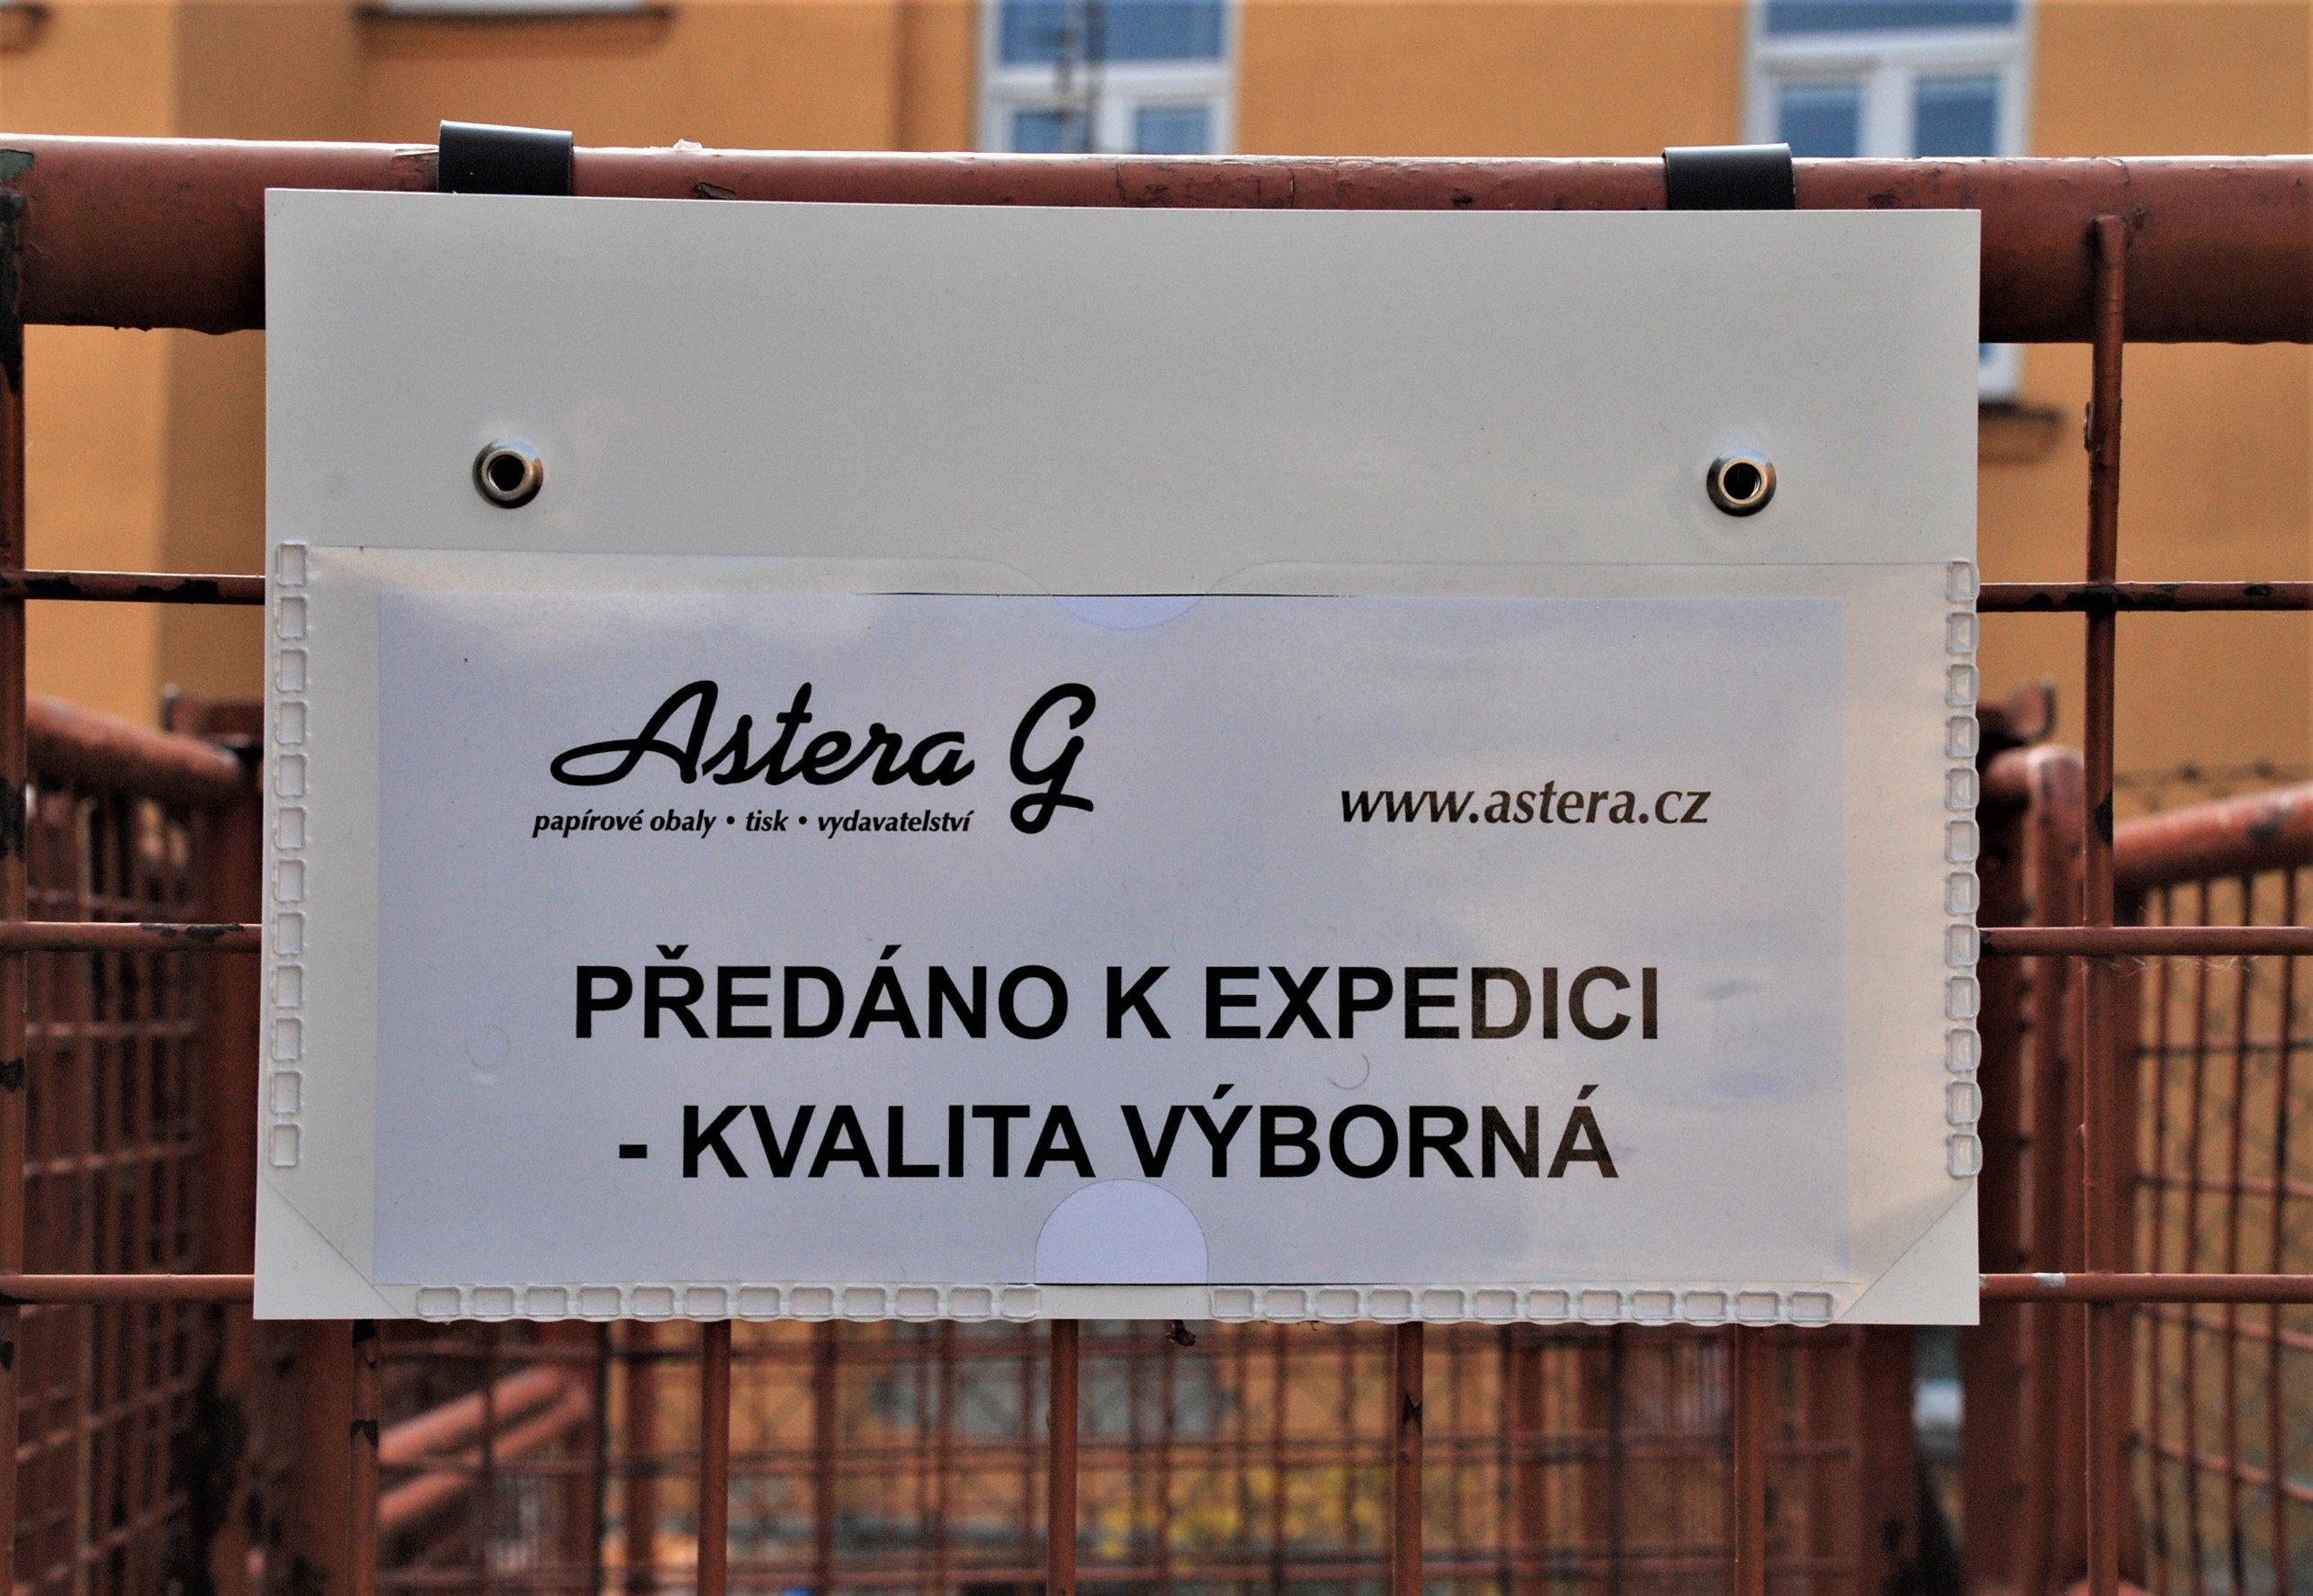 Astera G
papírové obaly • tisk • vydavatelství
www.astera.cz
PŘEDÁNO K EXPEDICI
- KVALITA VÝBORNÁ